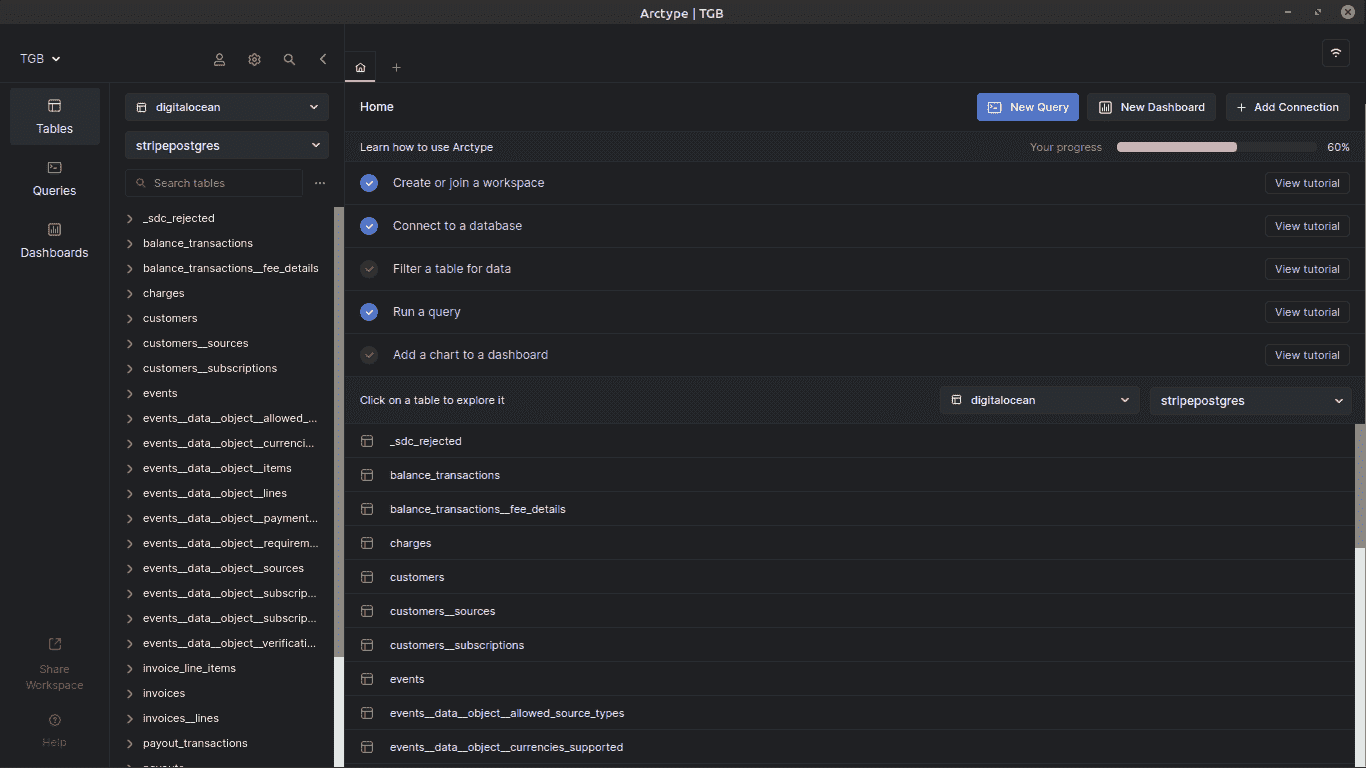 Arctype | TGB
TGB
Tables
Queries
Dashboards
Share
Workspace
Help
digitalocean
stripepostgres
Search tables
_sdc_rejected
balance_transactions
balance_transactions__fee_details
charges
customers
customers__sources
customers__subscriptions
events
events__data__object__allowed_...
events__data__object__currenci...
events__data__object__items
events__data__object__lines
events__data__object__payment...
events__data__object__requirem...
events__data__object__sources
events__data__object__subscrip...
events__data__object__subscrip...
events__data__object__verificati...
invoice_line_items
invoices
invoices__lines
payout_transactions
Home
New Query
New Dashboard
Add Connection
Learn how to use Arctype
Your progress
60%
Create or join a workspace
View tutorial
Connect to a database
View tutorial
Filter a table for data
View tutorial
Run a query
View tutorial
Add a chart to a dashboard
View tutorial
Click on a table to explore it
digitalocean
stripepostgres
_sdc_rejected
balance_transactions
balance_transactions__fee_details
charges
customers
customers__sources
customers__subscriptions
events
events__data__object__allowed_source_types
events__data__object__currencies_supported